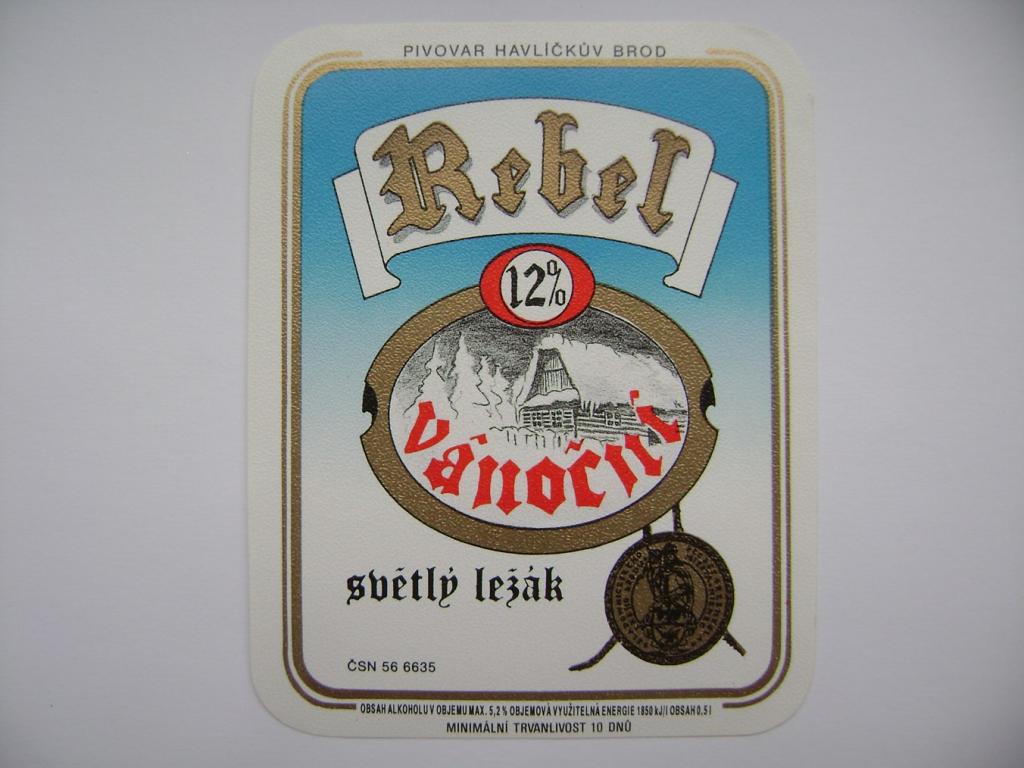 PIVOVAR HAVLÍČKŮV BROD
Rebel
12%
Vánoční
světlý ležák
ČSN 56 6635
OBSAH ALKOHOLU V OBJEMU MAX. 5,2% OBJEMOVÁ VYUŽITELNÁ ENERGIE 1850 kJ/l OBSAH 0,5 l
MINIMÁLNÍ TRVANLIVOST 10 DNŮ